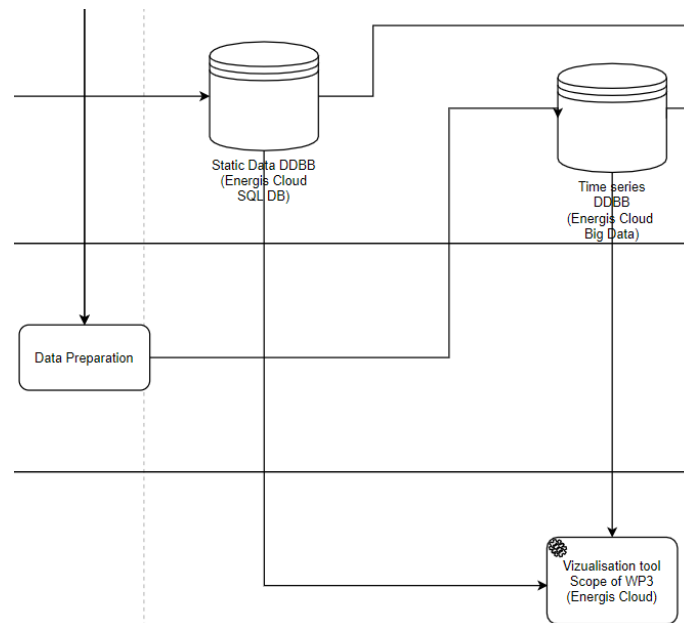 Static Data DDBB
(Energis Cloud
SQL DB)
Time series
DDBB
(Energis Cloud
Big Data)
Data Preparation
Vizualisation tool
Scope of WP3
(Energis Cloud)